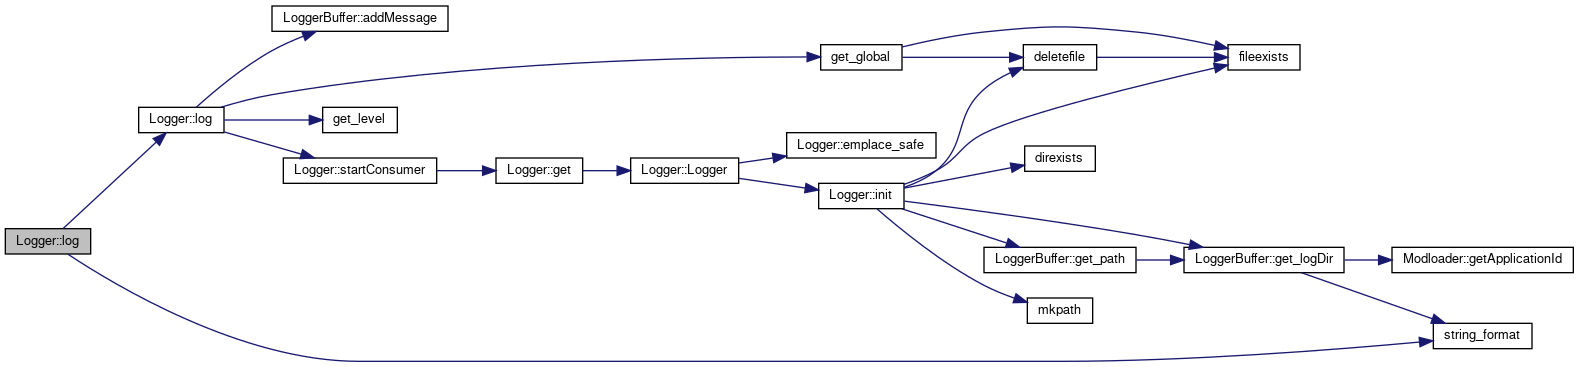 LoggerBuffer::addMessage
get_global
deletefile
fileexists
Logger::log
get_level
Logger::emplace_safe
direxists
Logger::startConsumer
Logger::get
Logger::Logger
Logger::init
Logger::log
LoggerBuffer::get_path
LoggerBuffer::get_logDir
Modloader::getApplicationId
mkpath
string_format